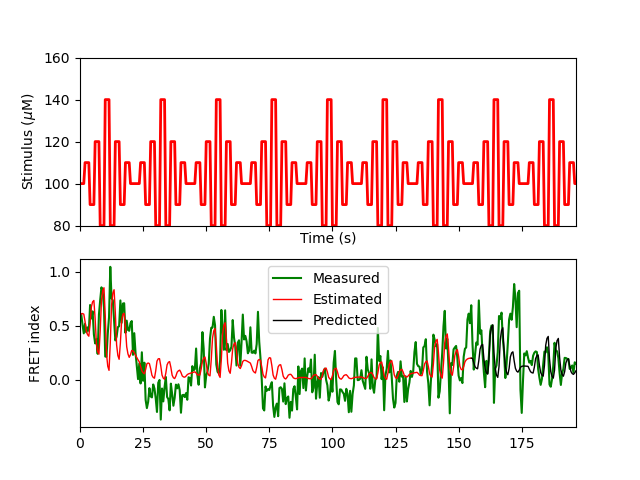 160
140
120
100
80
Stimulus (μM)
Time (s)
1.0
0.5
0.0
FRET index
Measured
Estimated
Predicted
0 25 50 75 100 125 150 175